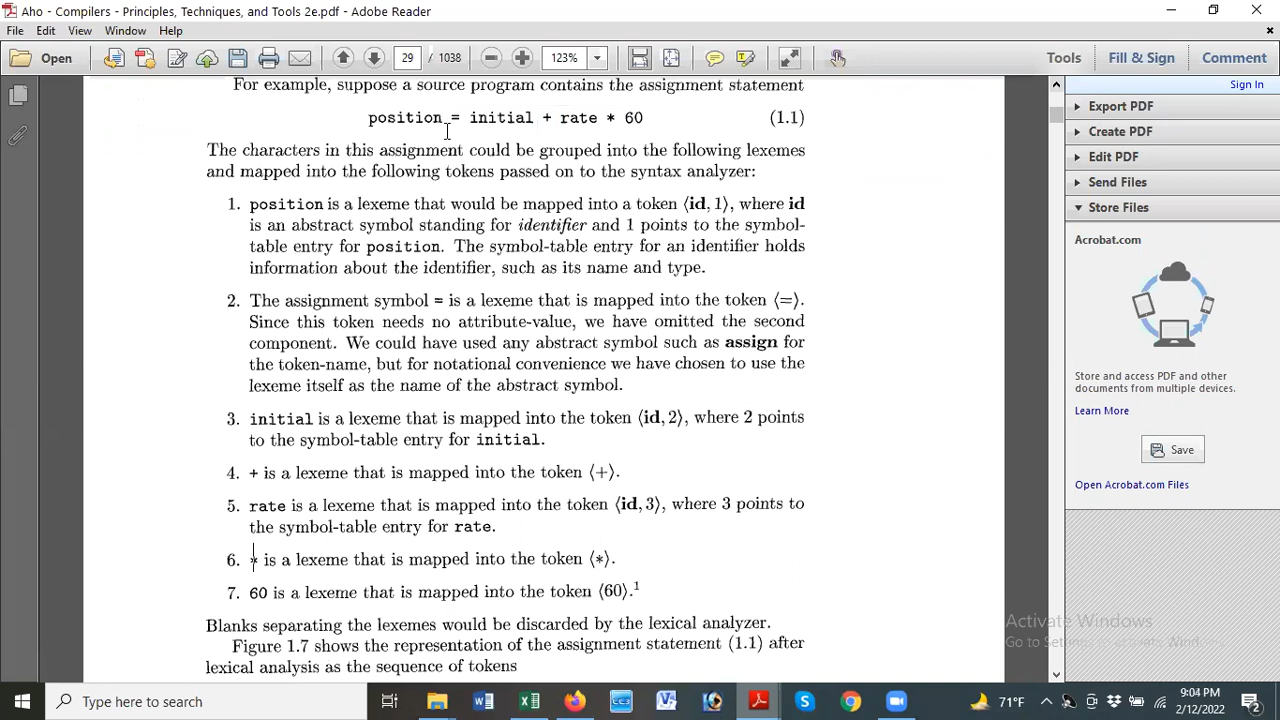 Aho - Compilers - Principles, Techniques, and Tools 2e.pdf - Adobe Reader
File Edit View Window Help
Open 29 / 1038 123% Tools Fill & Sign Comment
For example, suppose a source program contains the assignment statement
position = initial + rate * 60 (1.1)
The characters in this assignment could be grouped into the following lexemes
and mapped into the following tokens passed on to the syntax analyzer:
1. position is a lexeme that would be mapped into a token ⟨id, 1⟩, where id
is an abstract symbol standing for identifier and 1 points to the symbol-
table entry for position. The symbol-table entry for an identifier holds
information about the identifier, such as its name and type.
2. The assignment symbol = is a lexeme that is mapped into the token ⟨=⟩.
Since this token needs no attribute-value, we have omitted the second
component. We could have used any abstract symbol such as assign for
the token-name, but for notational convenience we have chosen to use the
lexeme itself as the name of the abstract symbol.
3. initial is a lexeme that is mapped into the token ⟨id, 2⟩, where 2 points
to the symbol-table entry for initial.
4. + is a lexeme that is mapped into the token ⟨+⟩.
5. rate is a lexeme that is mapped into the token ⟨id, 3⟩, where 3 points to
the symbol-table entry for rate.
6. * is a lexeme that is mapped into the token ⟨*⟩.
7. 60 is a lexeme that is mapped into the token ⟨60⟩.¹
Blanks separating the lexemes would be discarded by the lexical analyzer.
Figure 1.7 shows the representation of the assignment statement (1.1) after
lexical analysis as the sequence of tokens
Sign In
Export PDF
Create PDF
Edit PDF
Send Files
Store Files
Acrobat.com
Store and access PDF and other
documents from multiple devices.
Learn More
Save
Open Acrobat.com Files
Activate Windows
Go to Settings to activate Windows.
Type here to search
71°F
9:04 PM
2/12/2022
2